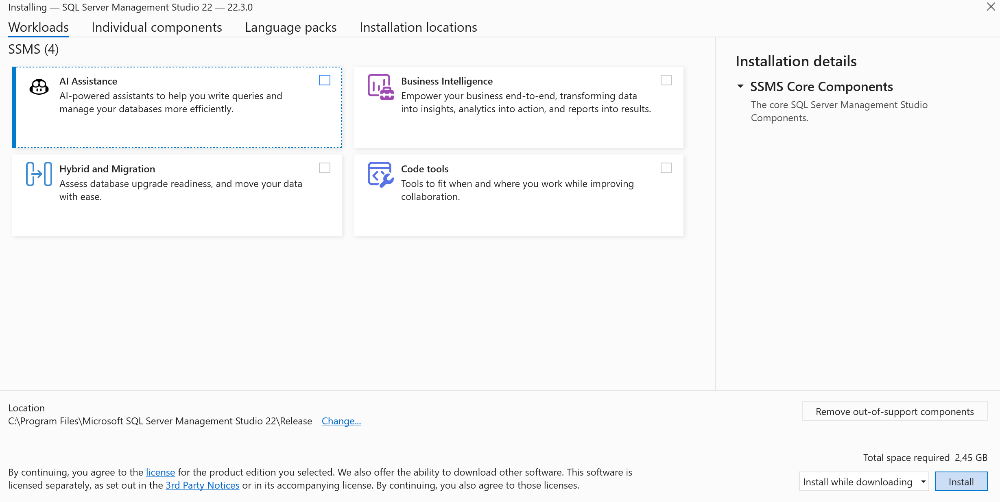 Installing — SQL Server Management Studio 22 — 22.3.0
Workloads
Individual components
Language packs
Installation locations
SSMS (4)
AI Assistance
AI-powered assistants to help you write queries and
manage your databases more efficiently.
Business Intelligence
Empower your business end-to-end, transforming data
into insights, analytics into action, and reports into results.
Hybrid and Migration
Assess database upgrade readiness, and move your data
with ease.
Code tools
Tools to fit when and where you work while improving
collaboration.
Installation details
SSMS Core Components
The core SQL Server Management Studio
Components.
Location
C:\Program Files\Microsoft SQL Server Management Studio 22\Release Change...
Remove out-of-support components
Total space required 2,45 GB
By continuing, you agree to the license for the product edition you selected. We also offer the ability to download other software. This software is
licensed separately, as set out in the 3rd Party Notices or in its accompanying license. By continuing, you also agree to those licenses.
Install while downloading
Install